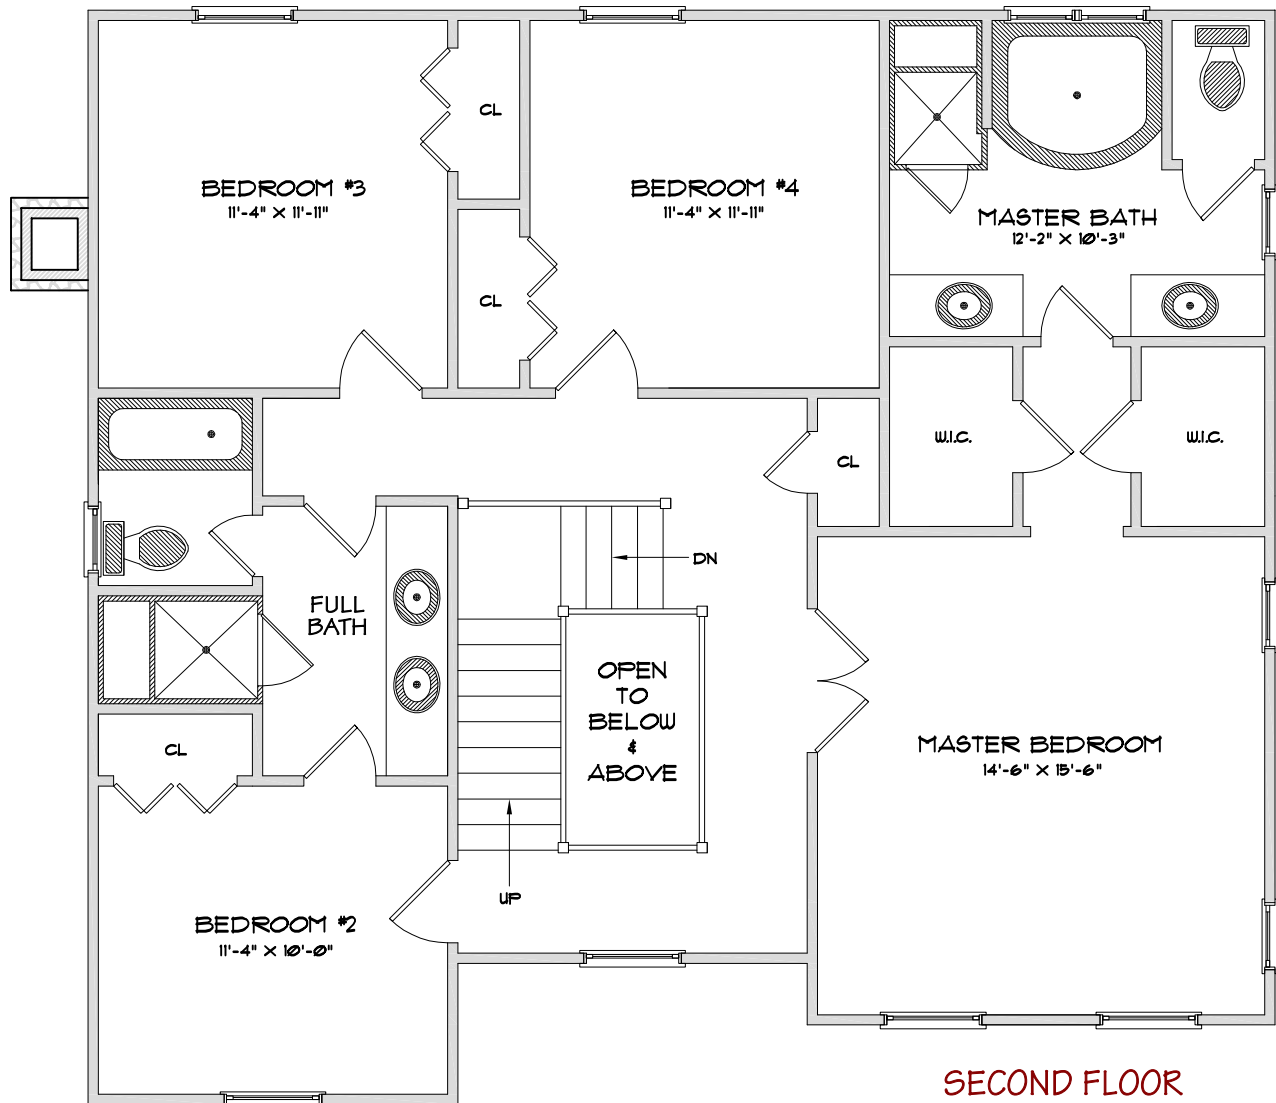 CL
BEDROOM #3
11'-4" X 11'-11"
BEDROOM #4
11'-4" X 11'-11"
MASTER BATH
12'-2" X 10'-3"
CL
W.I.C.
W.I.C.
CL
DN
FULL
BATH
OPEN
TO
BELOW
&
ABOVE
CL
MASTER BEDROOM
14'-6" X 15'-6"
UP
BEDROOM #2
11'-4" X 10'-0"
SECOND FLOOR